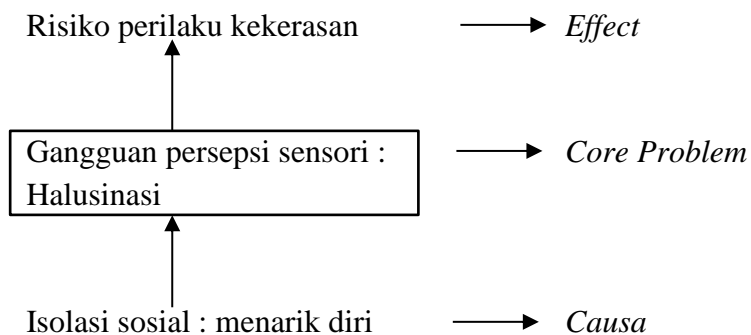 Risiko perilaku kekerasan Effect
Gangguan persepsi sensori : Core Problem
Halusinasi
Isolasi sosial : menarik diri Causa